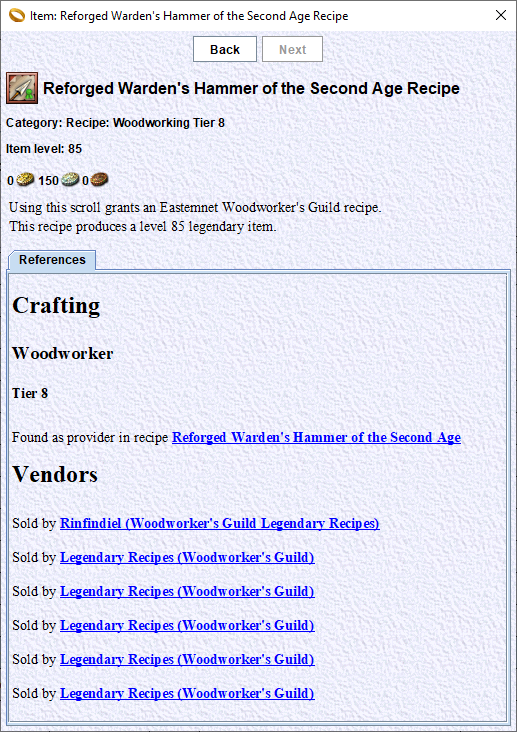 Item: Reforged Warden's Hammer of the Second Age Recipe
Back Next
Reforged Warden's Hammer of the Second Age Recipe
Category: Recipe: Woodworking Tier 8
Item level: 85
0 150 0
Using this scroll grants an Eastemnet Woodworker's Guild recipe.
This recipe produces a level 85 legendary item.
References
Crafting
Woodworker
Tier 8
Found as provider in recipe Reforged Warden's Hammer of the Second Age
Vendors
Sold by Rinfindiel (Woodworker's Guild Legendary Recipes)
Sold by Legendary Recipes (Woodworker's Guild)
Sold by Legendary Recipes (Woodworker's Guild)
Sold by Legendary Recipes (Woodworker's Guild)
Sold by Legendary Recipes (Woodworker's Guild)
Sold by Legendary Recipes (Woodworker's Guild)